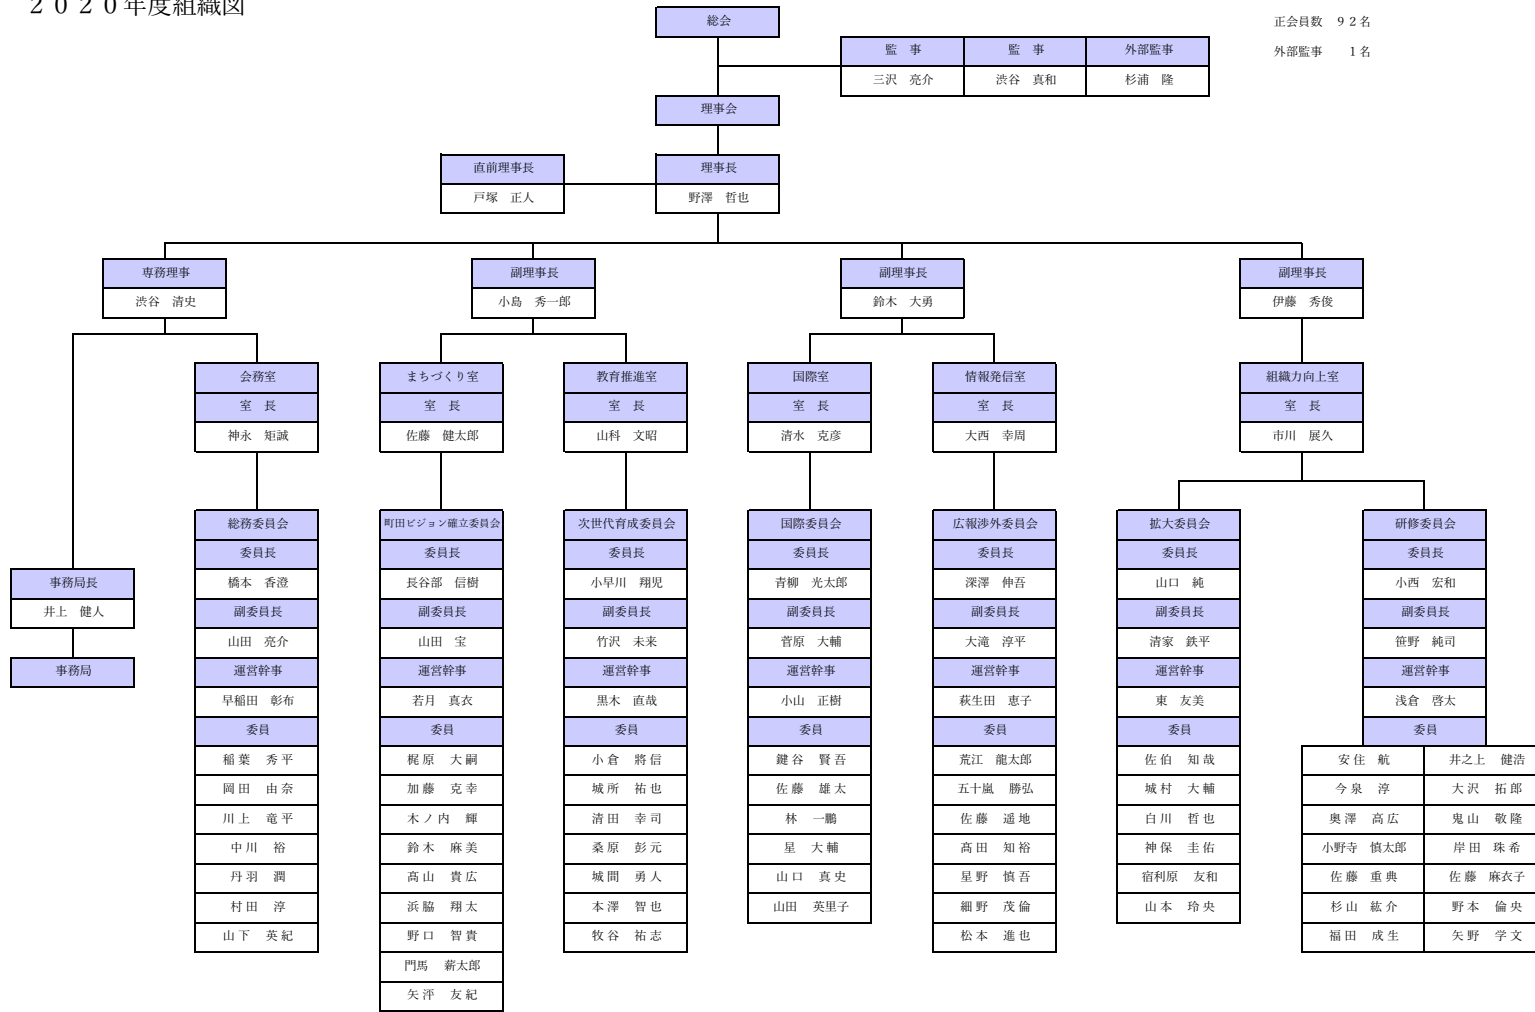 ２０２０年度組織図
総会
正会員数　９２名
監　事　監　事　外部監事
外部監事　１名
三沢　亮介　渋谷　真和　杉浦　隆
理事会
直前理事長　理事長
戸塚　正人　野澤　哲也
専務理事　副理事長　副理事長　副理事長
渋谷　清史　小島　秀一郎　鈴木　大勇　伊藤　秀俊
会務室　まちづくり室　教育推進室　国際室　情報発信室　組織力向上室
室　長　室　長　室　長　室　長　室　長　室　長
神永　矩誠　佐藤　健太郎　山科　文昭　清水　克彦　大西　幸周　市川　展久
総務委員会　町田ビジョン確立委員会　次世代育成委員会　国際委員会　広報渉外委員会　拡大委員会　研修委員会
委員長　委員長　委員長　委員長　委員長　委員長　委員長
事務局長　橋本　香澄　長谷部　信樹　小早川　翔児　青柳　光太郎　深澤　伸吾　山口　純　小西　宏和
井上　健人　副委員長　副委員長　副委員長　副委員長　副委員長　副委員長　副委員長
山田　亮介　山田　宝　竹沢　未来　菅原　大輔　大滝　淳平　清家　鉄平　笹野　純司
事務局　運営幹事　運営幹事　運営幹事　運営幹事　運営幹事　運営幹事　運営幹事
早稲田　彰布　若月　真衣　黒木　直哉　小山　正樹　萩生田　恵子　東　友美　浅倉　啓太
委員　委員　委員　委員　委員　委員　委員
稲葉　秀平　梶原　大嗣　小倉　將信　鍵谷　賢吾　荒江　龍太郎　佐伯　知哉　安住　航　井之上　健浩
岡田　由奈　加藤　克幸　城所　祐也　佐藤　雄太　五十嵐　勝弘　城村　大輔　今泉　淳　大沢　拓郎
川上　竜平　木ノ内　輝　清田　幸司　林　一鵬　佐藤　遥地　白川　哲也　奥澤　高広　鬼山　敬隆
中川　裕　鈴木　麻美　桑原　彭元　星　大輔　髙田　知裕　神保　圭佑　小野寺　慎太郎　岸田　珠希
丹羽　潤　髙山　貴広　城間　勇人　山口　真史　星野　慎吾　宿利原　友和　佐藤　重典　佐藤　麻衣子
村田　淳　浜脇　翔太　本澤　智也　山田　英里子　細野　茂倫　山本　玲央　杉山　紘介　野本　倫央
山下　英紀　野口　智貴　牧谷　祐志　松本　進也　福田　成生　矢野　学文
門馬　薪太郎
矢泙　友紀